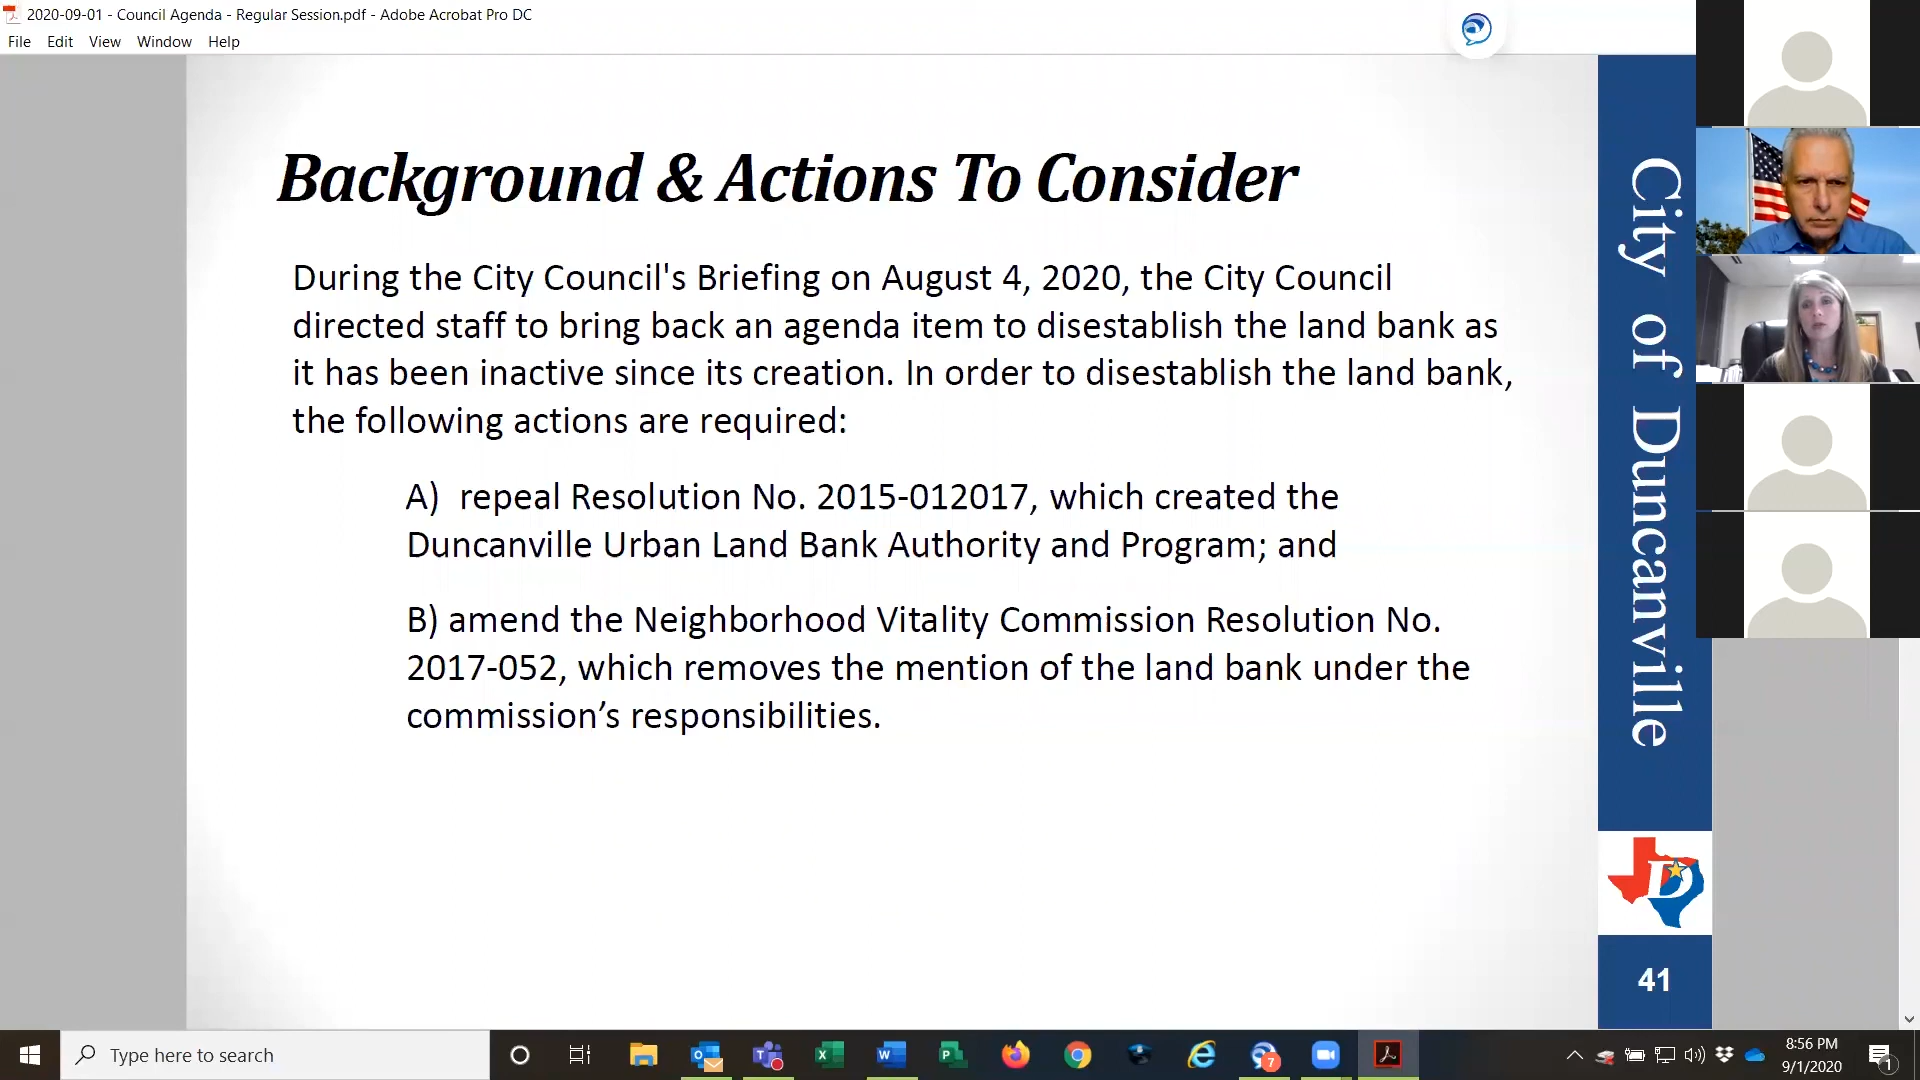 2020-09-01 - Council Agenda - Regular Session.pdf - Adobe Acrobat Pro DC
File Edit View Window Help
Background & Actions To Consider
During the City Council's Briefing on August 4, 2020, the City Council
directed staff to bring back an agenda item to disestablish the land bank as
it has been inactive since its creation. In order to disestablish the land bank,
the following actions are required:
A) repeal Resolution No. 2015-012017, which created the
Duncanville Urban Land Bank Authority and Program; and
B) amend the Neighborhood Vitality Commission Resolution No.
2017-052, which removes the mention of the land bank under the
commission’s responsibilities.
City of Duncanville
D
41
Type here to search
7
8:56 PM
9/1/2020
1